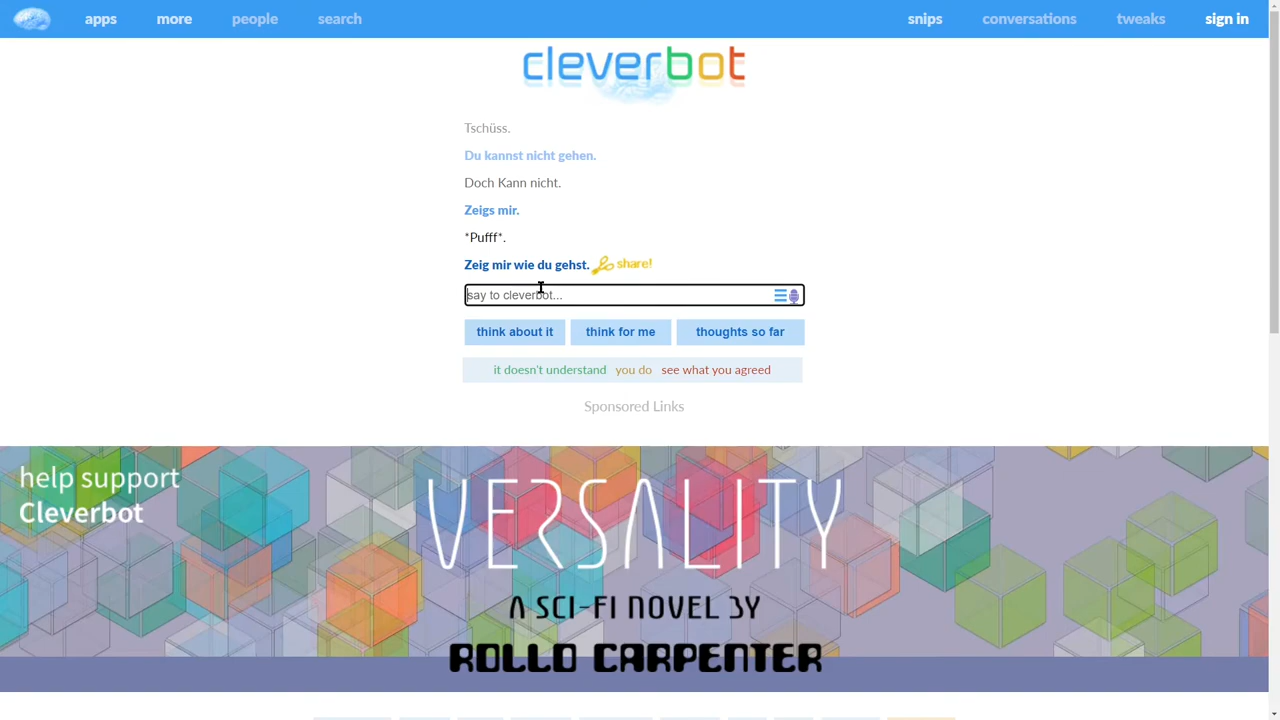 apps more people search snips conversations tweaks sign in
cleverbot
Tschüss.
Du kannst nicht gehen.
Doch Kann nicht.
Zeigs mir.
*Pufff*.
Zeig mir wie du gehst. share!
say to cleverbot...
think about it think for me thoughts so far
it doesn't understand you do see what you agreed
Sponsored Links
help support
Cleverbot
VERSALITY
A SCI-FI NOVEL BY
ROLLO CARPENTER